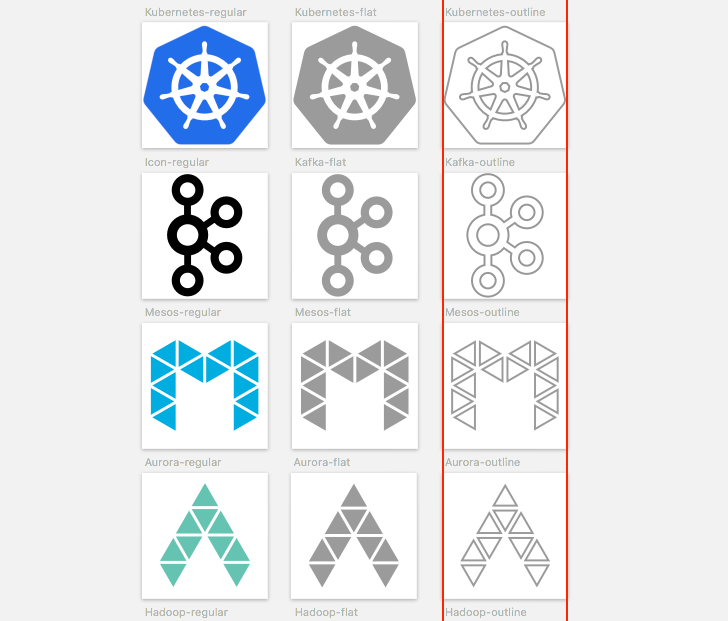 Kubernetes-regular Kubernetes-flat Kubernetes-outline
Icon-regular Kafka-flat Kafka-outline
Mesos-regular Mesos-flat Mesos-outline
Aurora-regular Aurora-flat Aurora-outline
Hadoop-regular Hadoop-flat Hadoop-outline